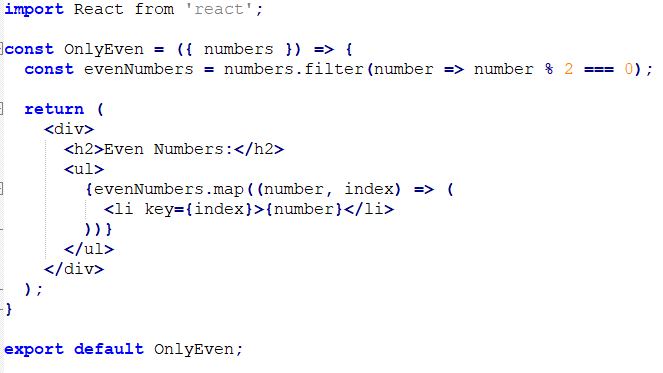 import React from 'react';
const OnlyEven = ({ numbers }) => {
  const evenNumbers = numbers.filter(number => number % 2 === 0);
  return (
    <div>
      <h2>Even Numbers:</h2>
      <ul>
        {evenNumbers.map((number, index) => (
          <li key={index}>{number}</li>
        ))}
      </ul>
    </div>
  );
}
export default OnlyEven;